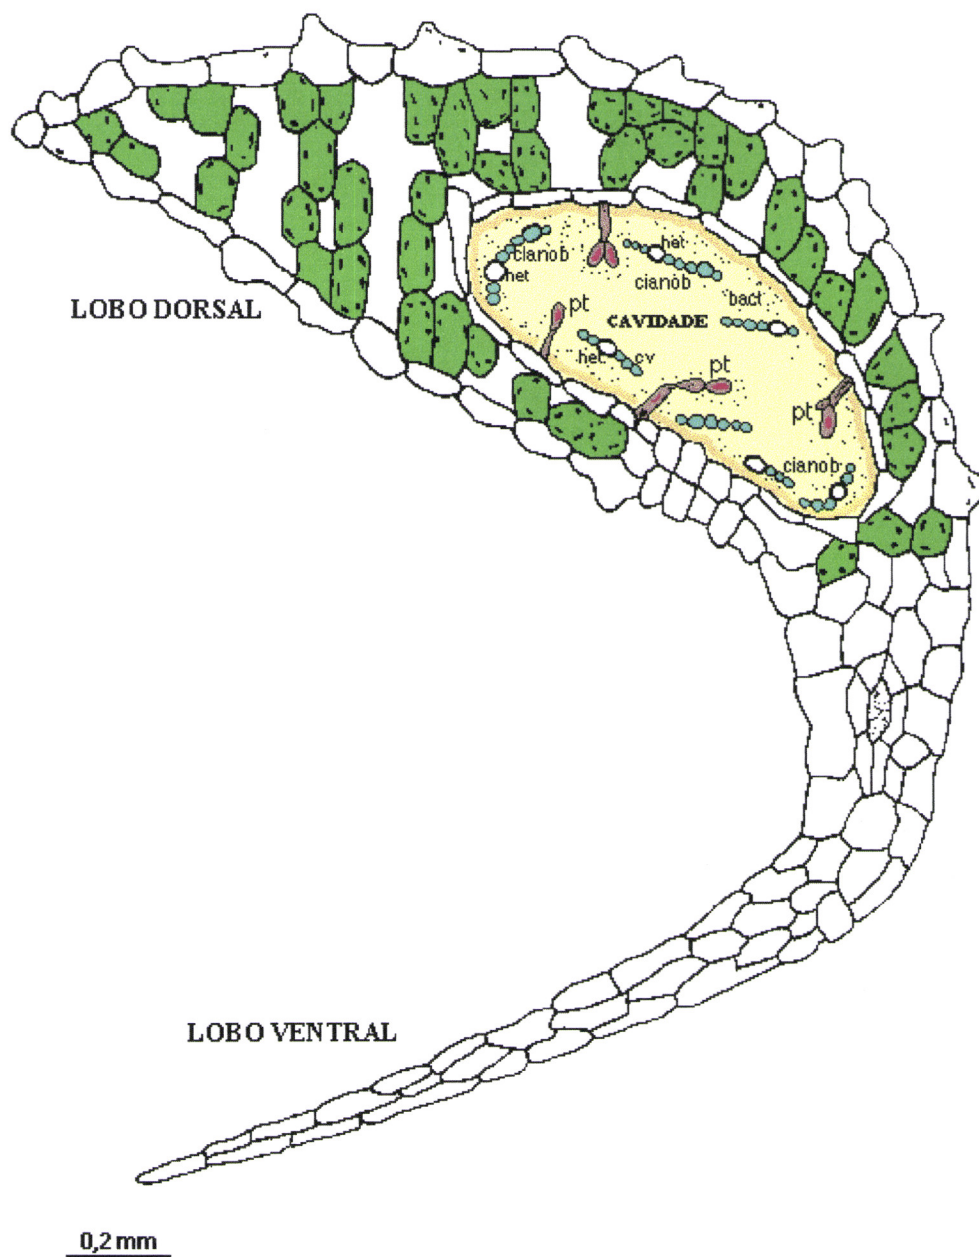 cianob
het
het
cianob
LOBO DORSAL
pt
CAVIDADE
bact
het
cv
pt
pt
cianob
LOBO VENTRAL
0,2 mm